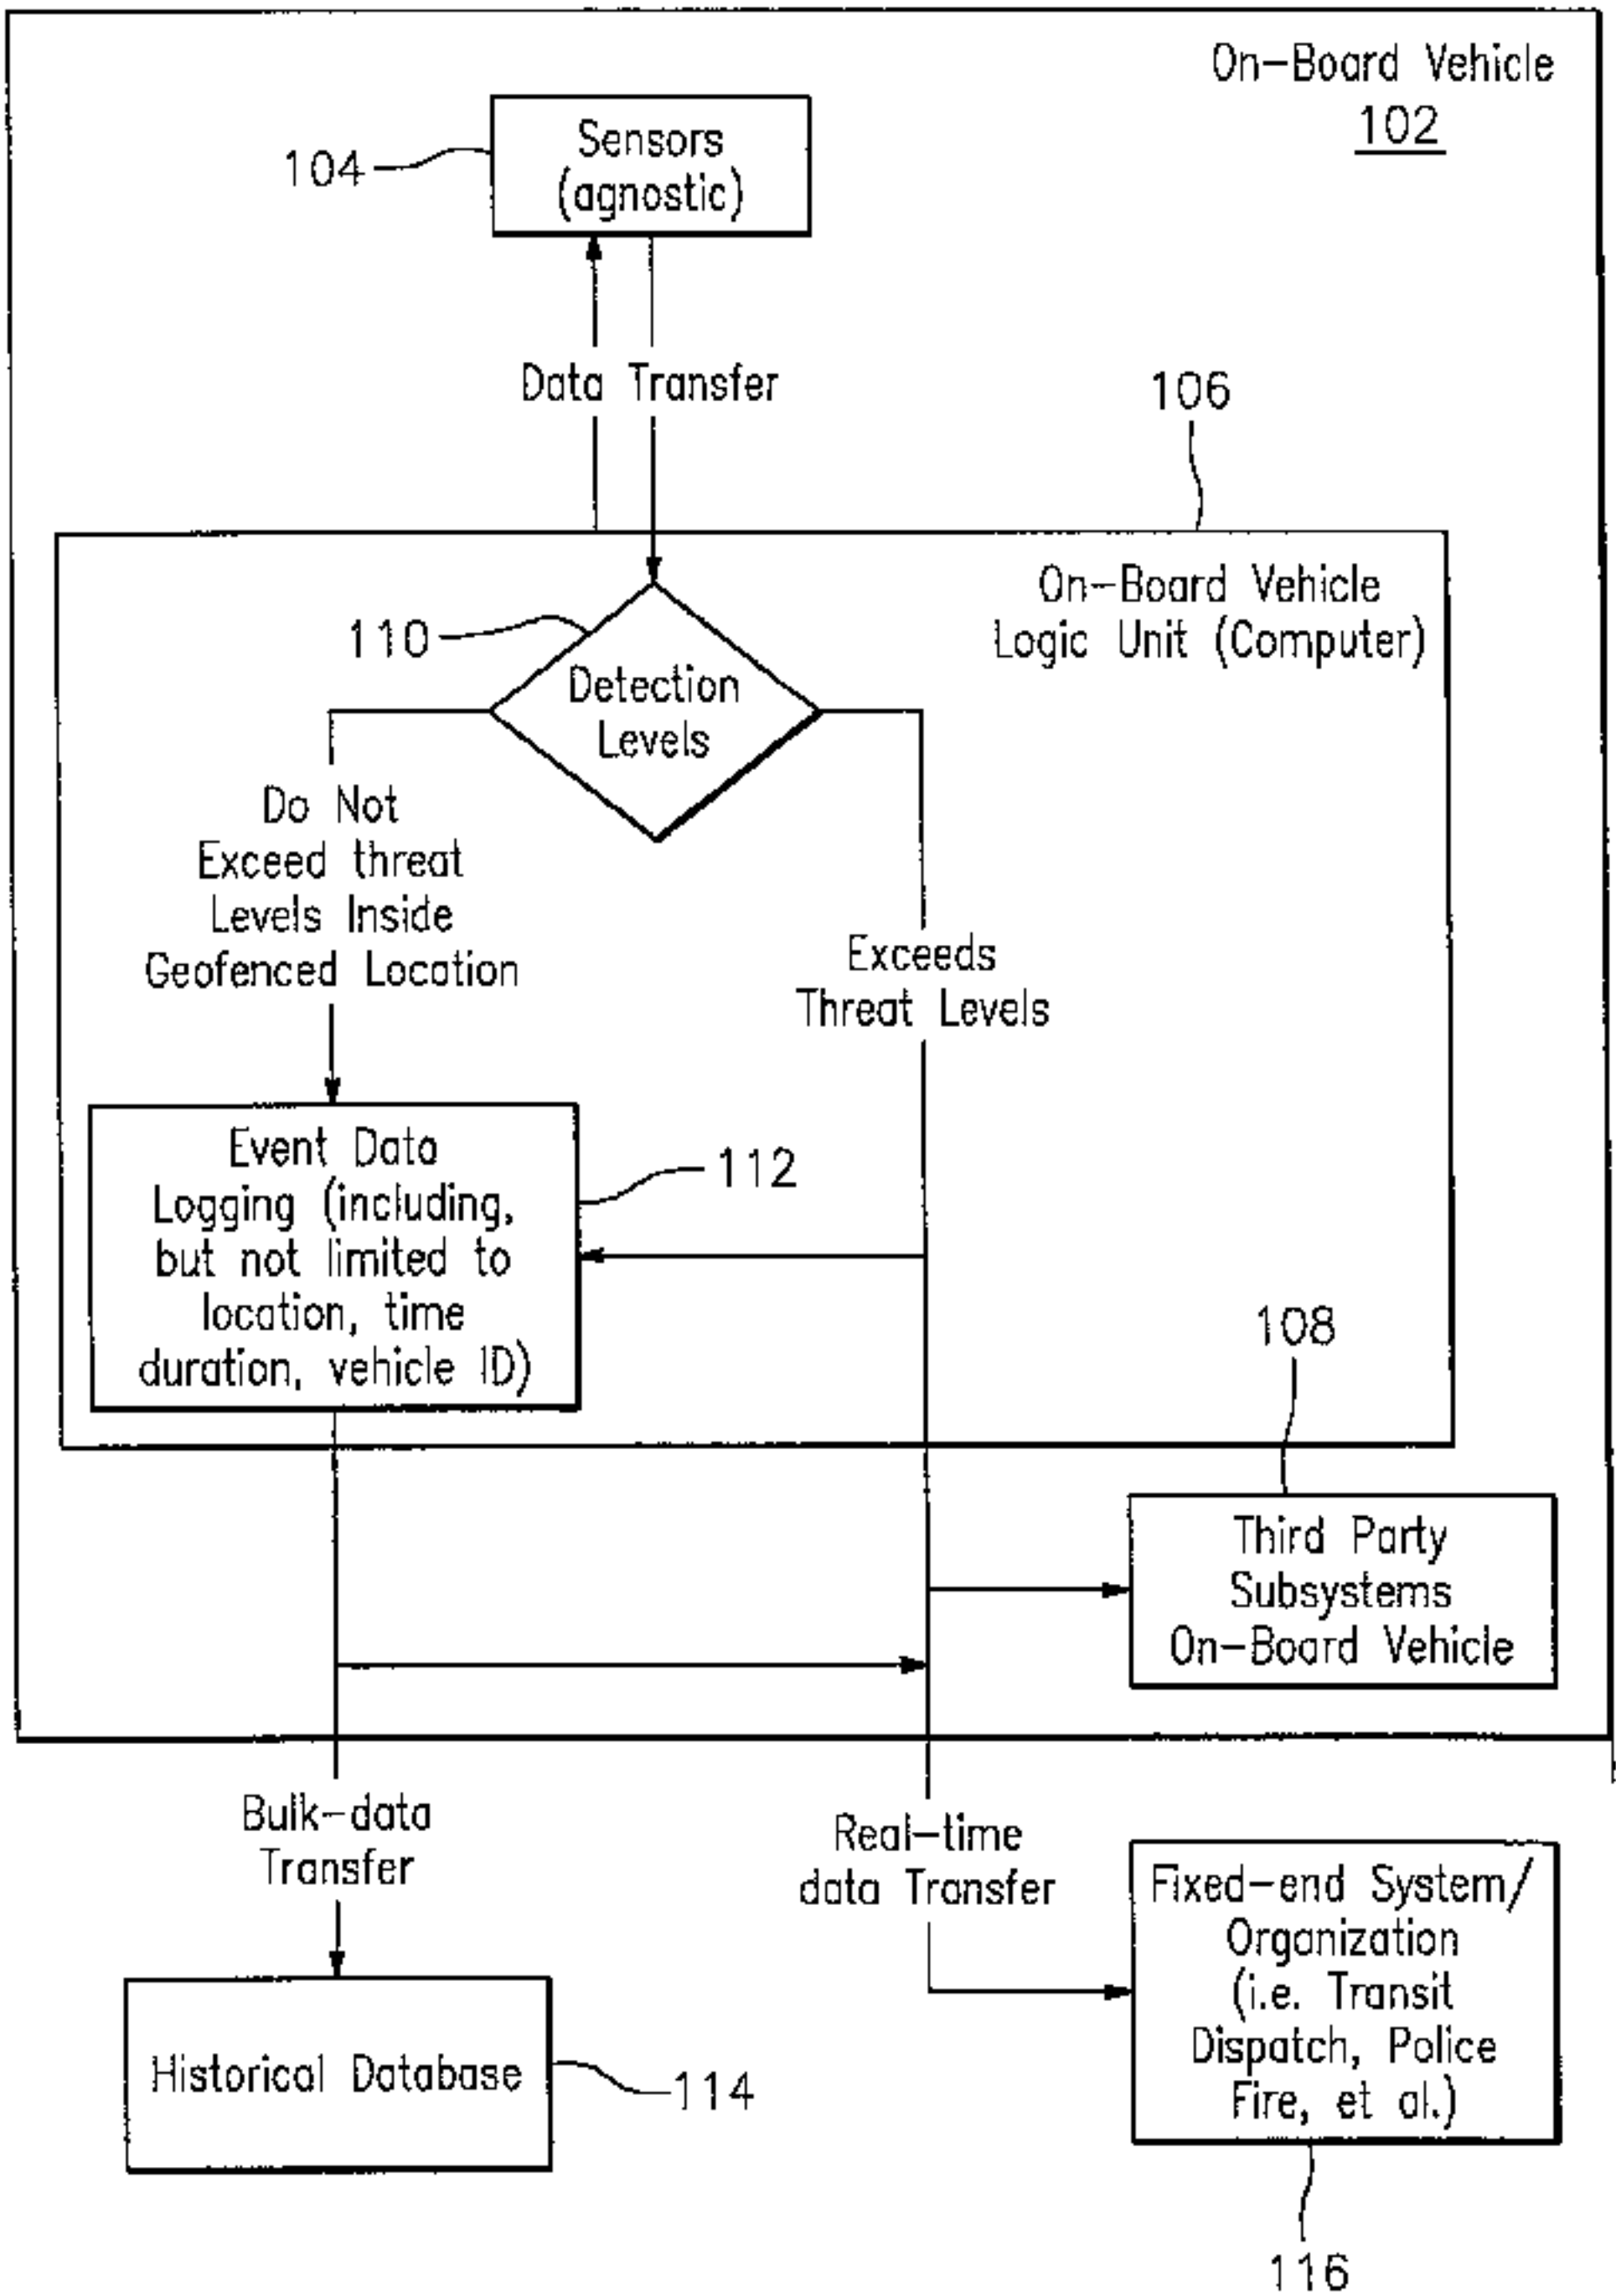 On-Board Vehicle
102
Sensors
(agnostic)
104
Data Transfer
106
On-Board Vehicle
Logic Unit (Computer)
110
Detection
Levels
Do Not
Exceed threat
Levels Inside
Geofenced Location
Exceeds
Threat Levels
Event Data
Logging (including,
but not limited to
location, time
duration, vehicle ID)
112
108
Third Party
Subsystems
On-Board Vehicle
Bulk-data
Transfer
Real-time
data Transfer
Fixed-end System/
Organization
(i.e. Transit
Dispatch, Police
Fire, et al.)
Historical Database
114
116